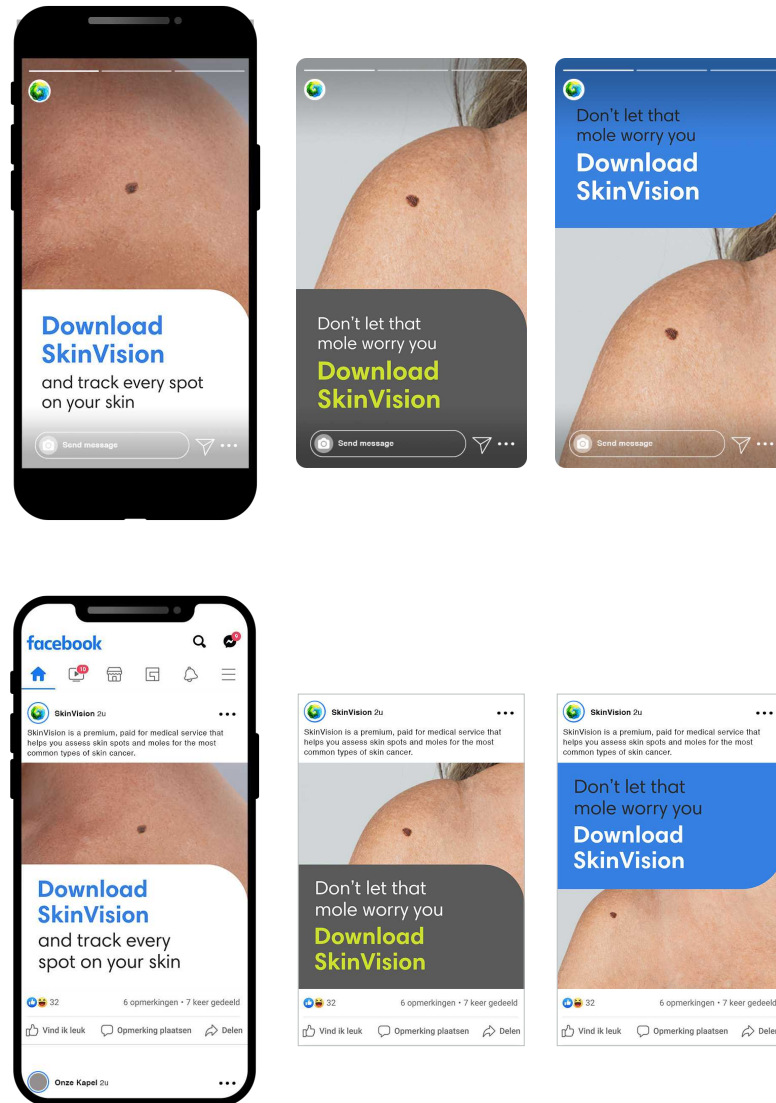 Download
SkinVision
and track every spot
on your skin
Send message
Don't let that
mole worry you
Download
SkinVision
Send message
Don't let that
mole worry you
Download
SkinVision
Send message
facebook
9
10
SkinVision 2u
SkinVision is a premium, paid for medical service that
helps you assess skin spots and moles for the most
common types of skin cancer.
Download
SkinVision
and track every
spot on your skin
32
6 opmerkingen • 7 keer gedeeld
Vind ik leuk
Opmerking plaatsen
Delen
Onze Kapel 2u
SkinVision 2u
SkinVision is a premium, paid for medical service that
helps you assess skin spots and moles for the most
common types of skin cancer.
Don't let that
mole worry you
Download
SkinVision
32
6 opmerkingen • 7 keer gedeeld
Vind ik leuk
Opmerking plaatsen
Delen
SkinVision 2u
SkinVision is a premium, paid for medical service that
helps you assess skin spots and moles for the most
common types of skin cancer.
Don't let that
mole worry you
Download
SkinVision
32
6 opmerkingen • 7 keer gedeeld
Vind ik leuk
Opmerking plaatsen
Delen